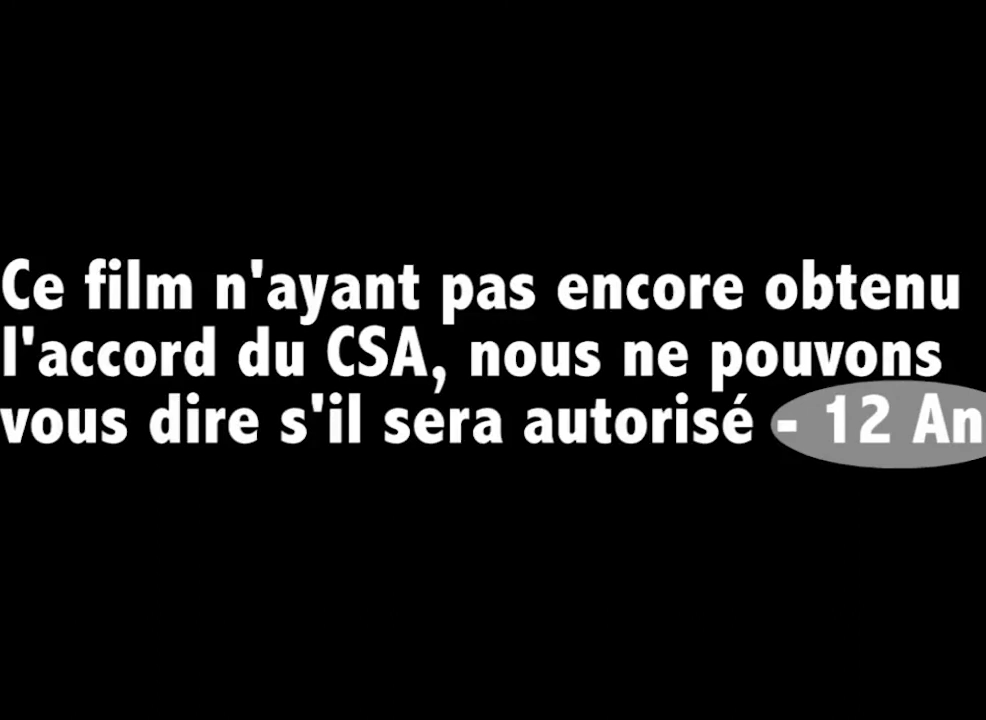 Ce film n'ayant pas encore obtenu
l'accord du CSA, nous ne pouvons
vous dire s'il sera autorisé - 12 An